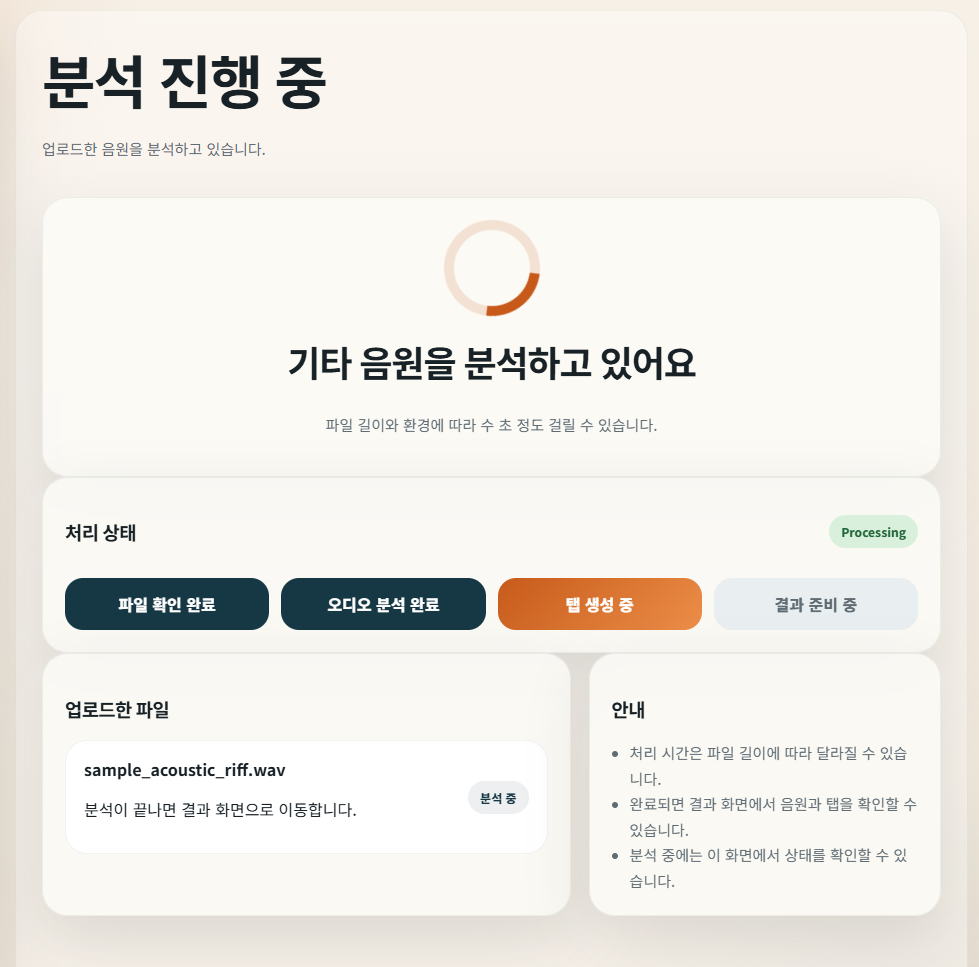 분석 진행 중
업로드한 음원을 분석하고 있습니다.
기타 음원을 분석하고 있어요
파일 길이와 환경에 따라 수 초 정도 걸릴 수 있습니다.
처리 상태
Processing
파일 확인 완료
오디오 분석 완료
탭 생성 중
결과 준비 중
업로드한 파일
sample_acoustic_riff.wav
분석이 끝나면 결과 화면으로 이동합니다.
분석 중
안내
처리 시간은 파일 길이에 따라 달라질 수 있습
니다.
완료되면 결과 화면에서 음원과 탭을 확인할 수
있습니다.
분석 중에는 이 화면에서 상태를 확인할 수 있
습니다.